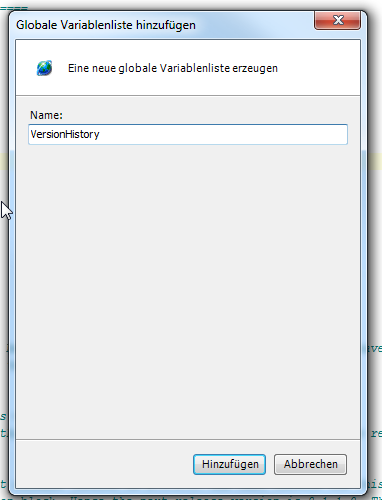 ====
Globale Variablenliste hinzufügen
Eine neue globale Variablenliste erzeugen
Name:
VersionHistory
Hinzufügen
Abbrechen